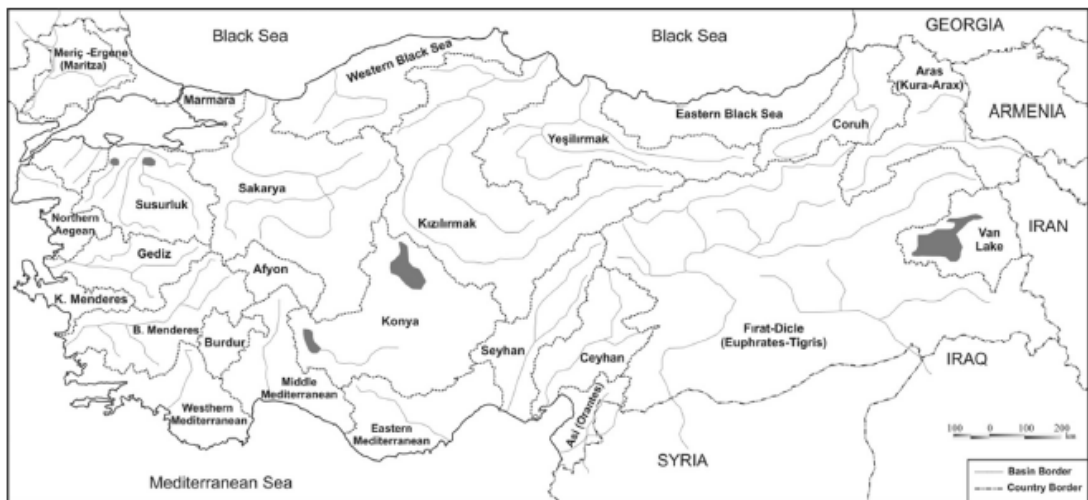 Black Sea
Black Sea
GEORGIA
Meriç -Ergene
(Maritza)
Western Black Sea
Marmara
Aras
(Kura-Arax)
ARMENIA
Eastern Black Sea
Coruh
Yeşilırmak
Sakarya
Susurluk
Northern
Aegean
Kızılırmak
IRAN
Van
Lake
Gediz
Afyon
K. Menderes
B. Menderes
Burdur
Konya
Seyhan
Ceyhan
Fırat-Dicle
(Euphrates-Tigris)
IRAQ
Middle
Mediterranean
Westhern
Mediterranean
Eastern
Mediterranean
Asi (Orantes)
SYRIA
Mediterranean Sea
100 0 100 200
km
Basin Border
Country Border